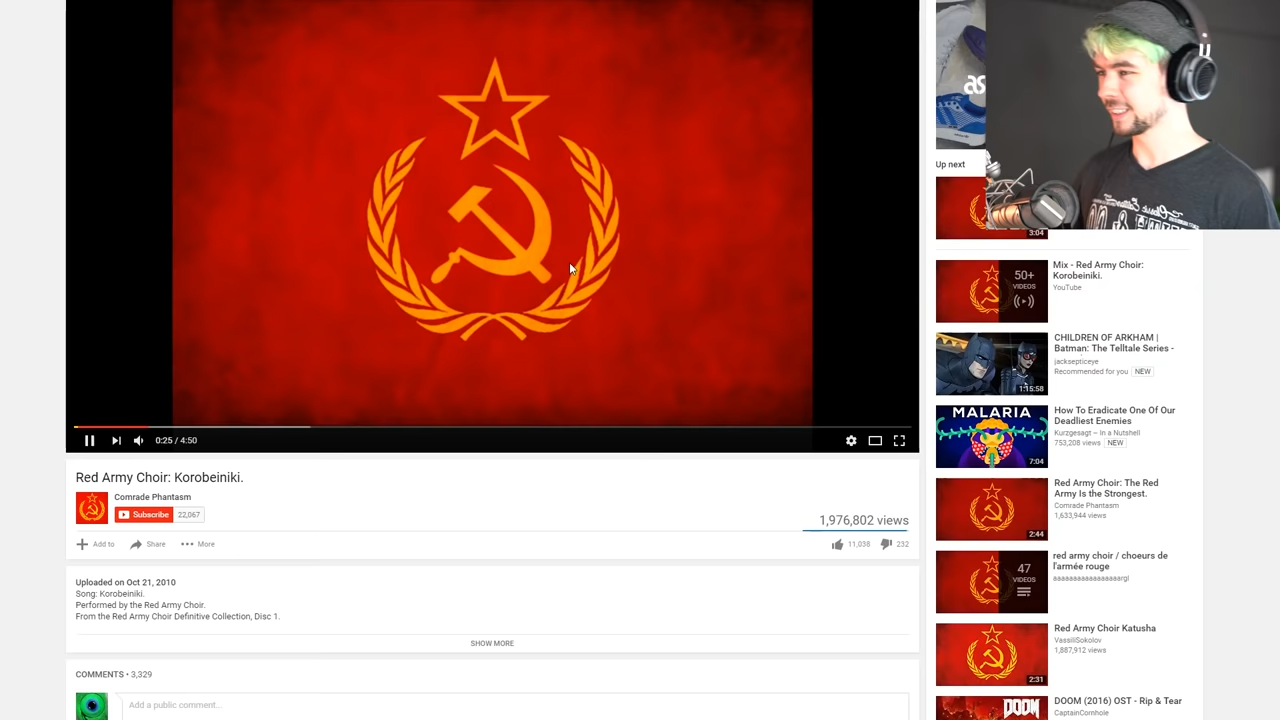 0:25 / 4:50
Red Army Choir: Korobeiniki.
Comrade Phantasm
Subscribe 22,067
1,976,802 views
Add to Share More
11,038 232
Uploaded on Oct 21, 2010
Song: Korobeiniki.
Performed by the Red Army Choir.
From the Red Army Choir Definitive Collection, Disc 1.
SHOW MORE
COMMENTS • 3,329
Add a public comment...
as
Up next
3:04
50+
VIDEOS
Mix - Red Army Choir:
Korobeiniki.
YouTube
1:15:58
CHILDREN OF ARKHAM |
Batman: The Telltale Series -
jacksepticeye
Recommended for you NEW
MALARIA
7:04
How To Eradicate One Of Our
Deadliest Enemies
Kurzgesagt – In a Nutshell
753,208 views NEW
2:44
Red Army Choir: The Red
Army Is the Strongest.
Comrade Phantasm
1,633,944 views
47
VIDEOS
red army choir / choeurs de
l'armée rouge
aaaaaaaaaaaaaaaaargl
2:31
Red Army Choir Katusha
VassiliSokolov
1,887,912 views
DOOM
DOOM (2016) OST - Rip & Tear
CaptainCornhole